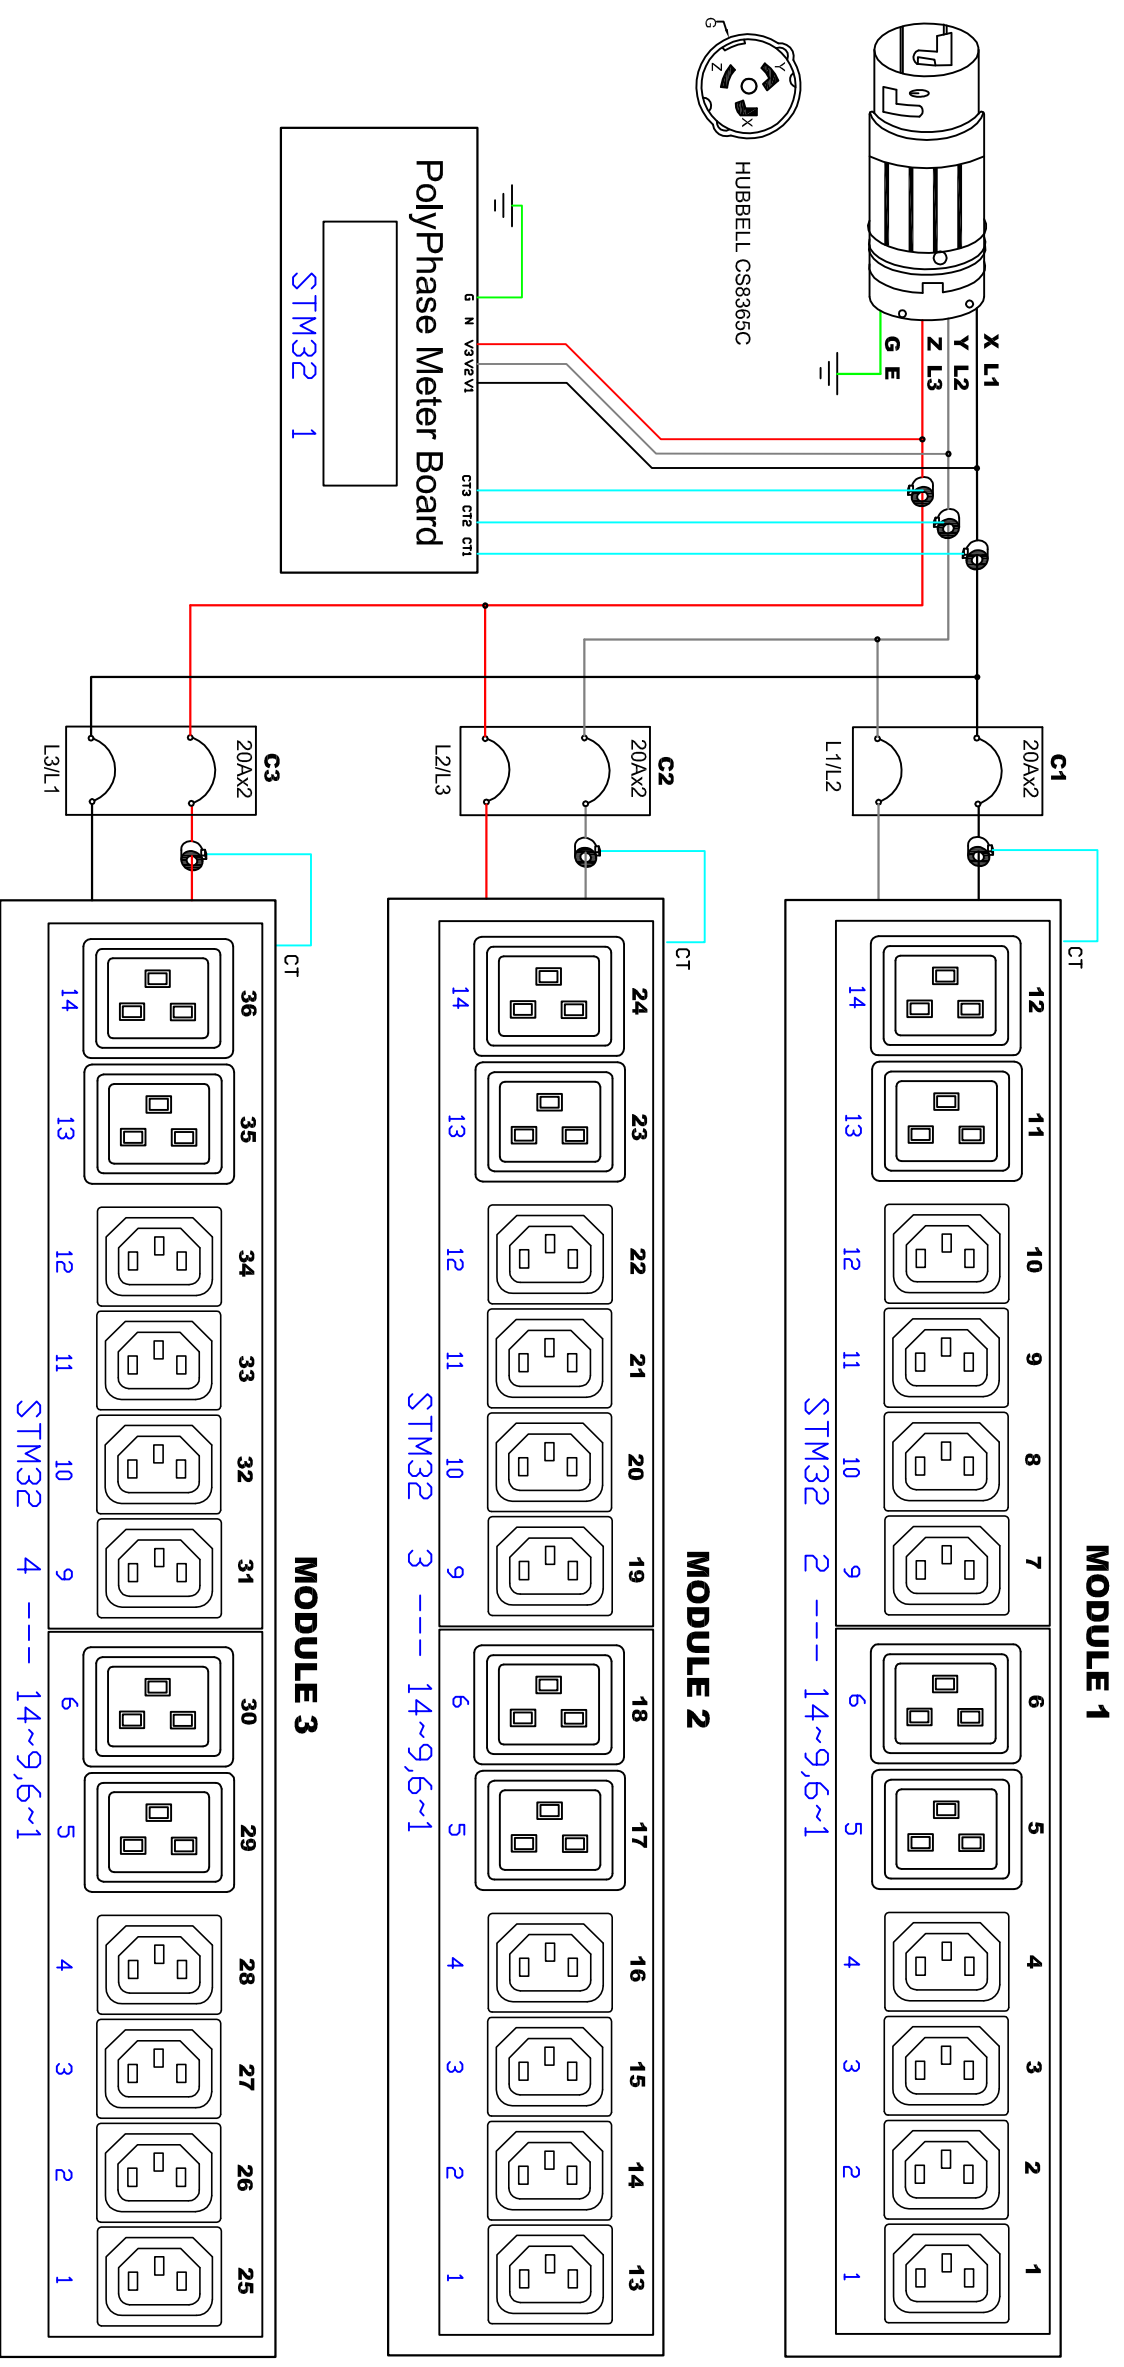 G
Y
Z
X
HUBBELL CS8365C
X L1
Y L2
Z L3
G E
PolyPhase Meter Board
STM32 1
G N V3 V2 V1 CT3 CT2 CT1
C1
20Ax2
L1/L2
CT
MODULE 1
12 11 10 9 8 7 6 5 4 3 2 1
14 13 12 11 10 9 6 5 4 3 2 1
STM32 2 --- 14~9,6~1
C2
20Ax2
L2/L3
CT
MODULE 2
24 23 22 21 20 19 18 17 16 15 14 13
14 13 12 11 10 9 6 5 4 3 2 1
STM32 3 --- 14~9,6~1
C3
20Ax2
L3/L1
CT
MODULE 3
36 35 34 33 32 31 30 29 28 27 26 25
14 13 12 11 10 9 6 5 4 3 2 1
STM32 4 --- 14~9,6~1